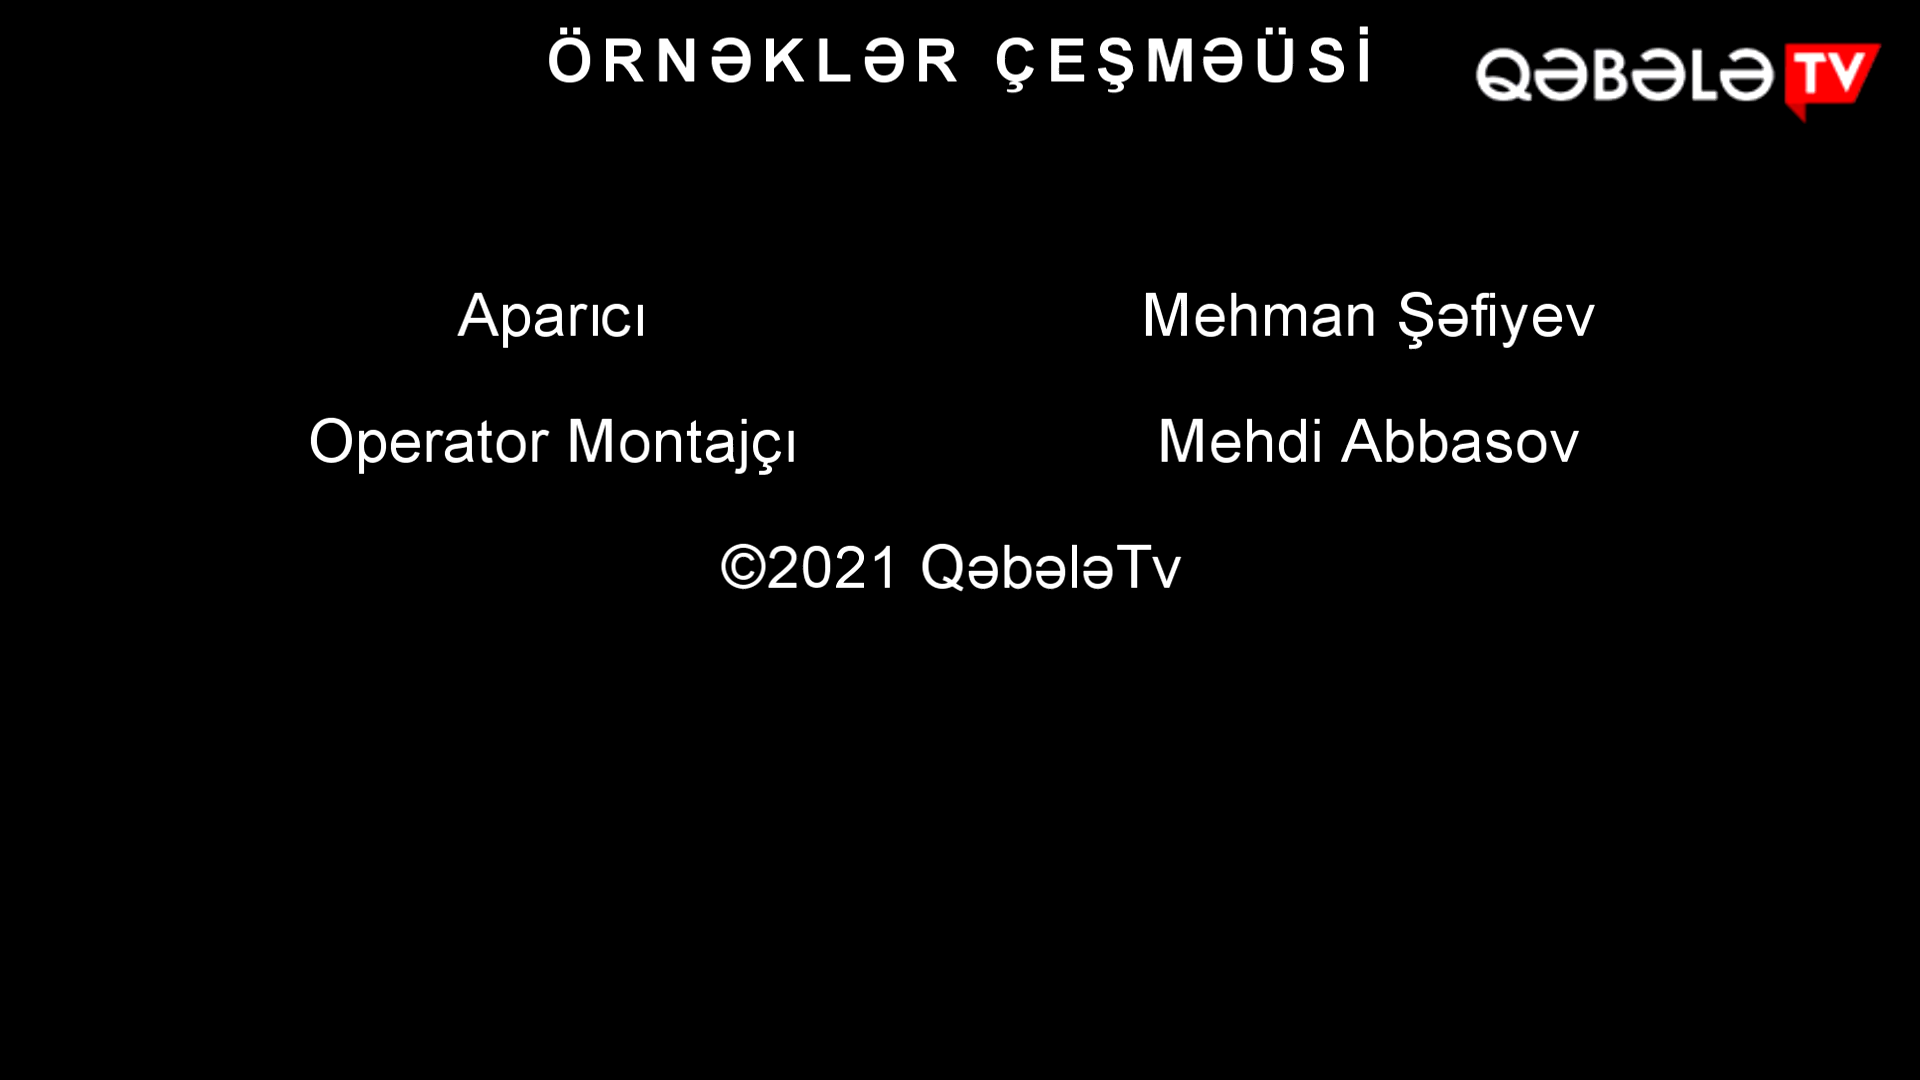 ÖRNƏKLƏR ÇEŞMƏÜSİ
QƏBƏLƏ TV
Aparıcı Mehman Şəfiyev
Operator Montajçı Mehdi Abbasov
©2021 QəbələTv